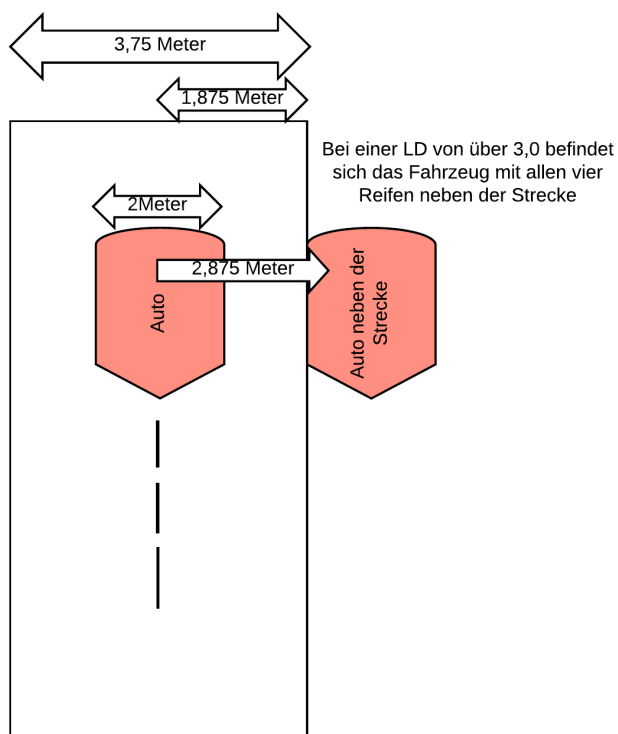 3,75 Meter
1,875 Meter
Bei einer LD von über 3,0 befindet
sich das Fahrzeug mit allen vier
Reifen neben der Strecke
2Meter
2,875 Meter
Auto
Auto neben der
Strecke